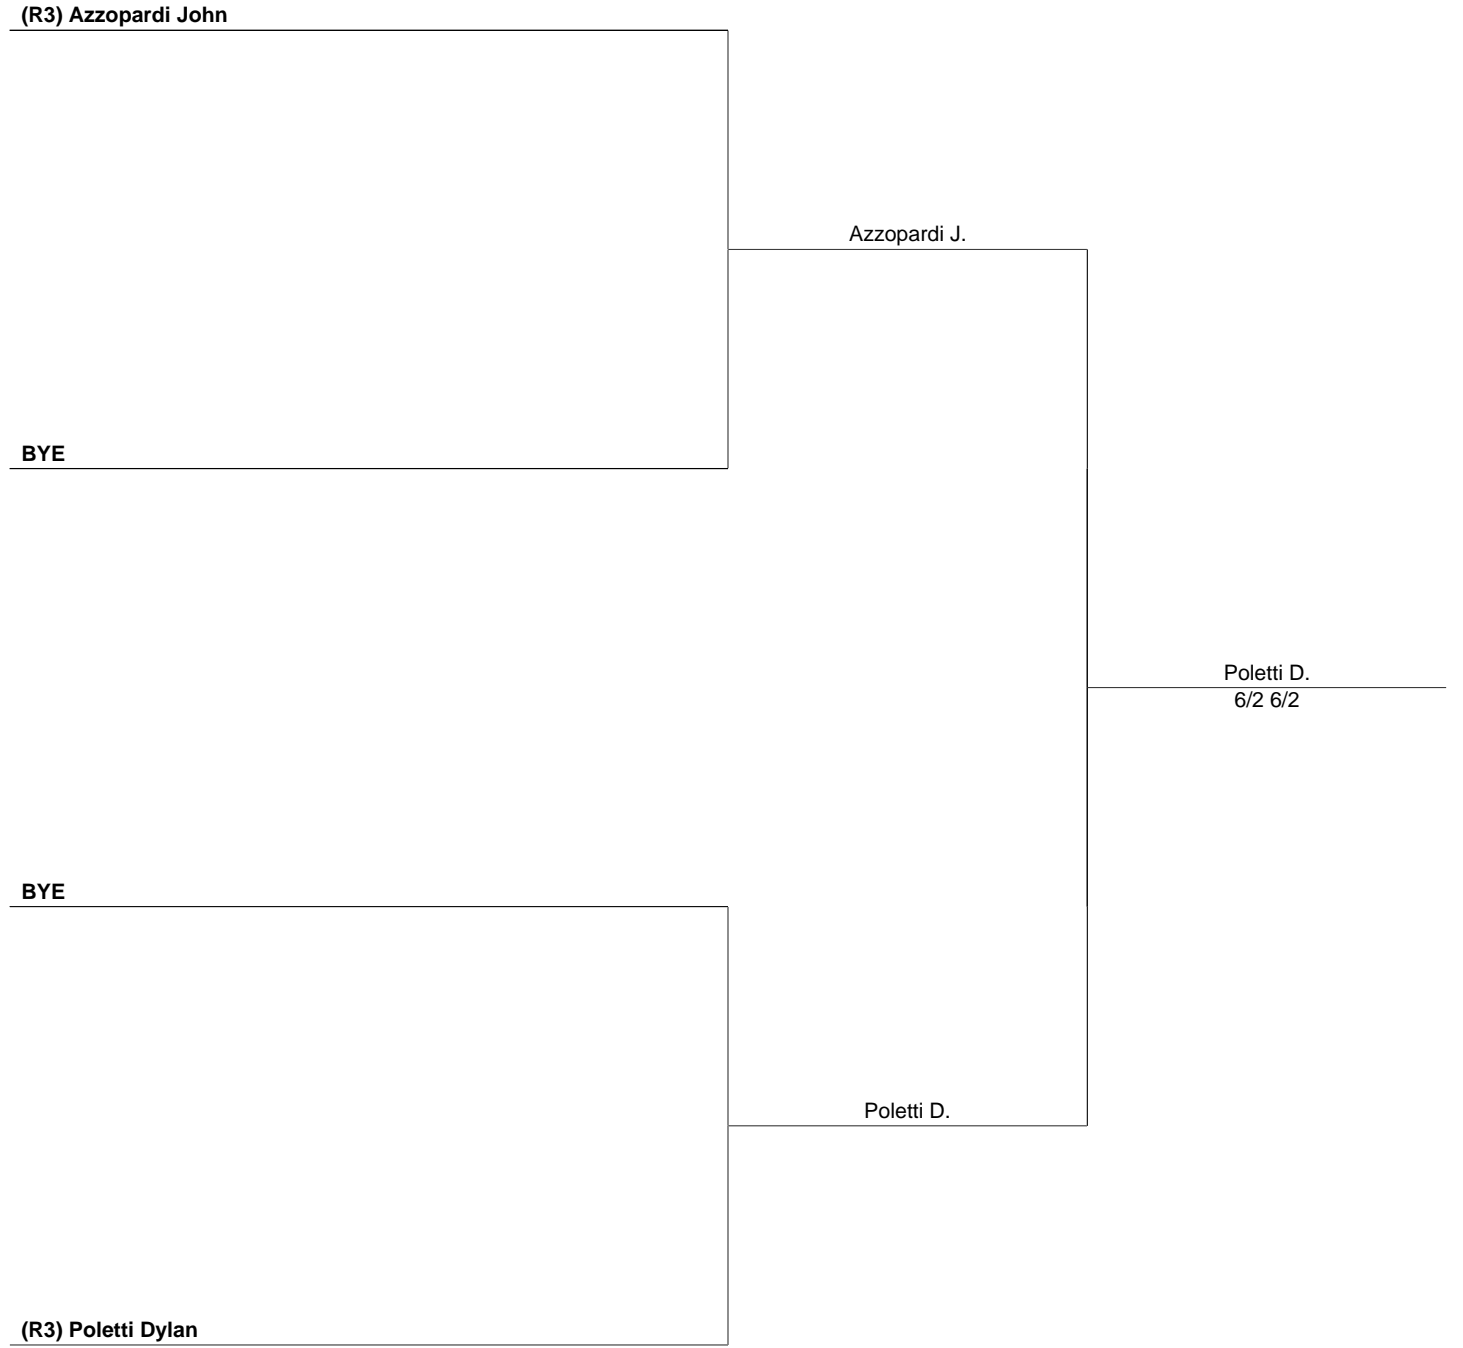 (R3) Azzopardi John
Azzopardi J.
BYE
Poletti D.
6/2 6/2
BYE
Poletti D.
(R3) Poletti Dylan